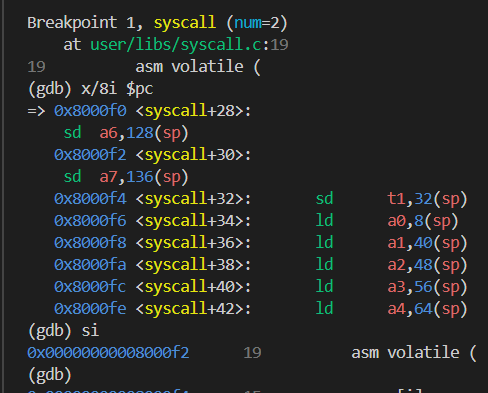 Breakpoint 1, syscall (num=2)
at user/libs/syscall.c:19
19 asm volatile (
(gdb) x/8i $pc
=> 0x8000f0 <syscall+28>:
sd a6,128(sp)
0x8000f2 <syscall+30>:
sd a7,136(sp)
0x8000f4 <syscall+32>: sd t1,32(sp)
0x8000f6 <syscall+34>: ld a0,8(sp)
0x8000f8 <syscall+36>: ld a1,40(sp)
0x8000fa <syscall+38>: ld a2,48(sp)
0x8000fc <syscall+40>: ld a3,56(sp)
0x8000fe <syscall+42>: ld a4,64(sp)
(gdb) si
0x00000000008000f2 19 asm volatile (
(gdb)